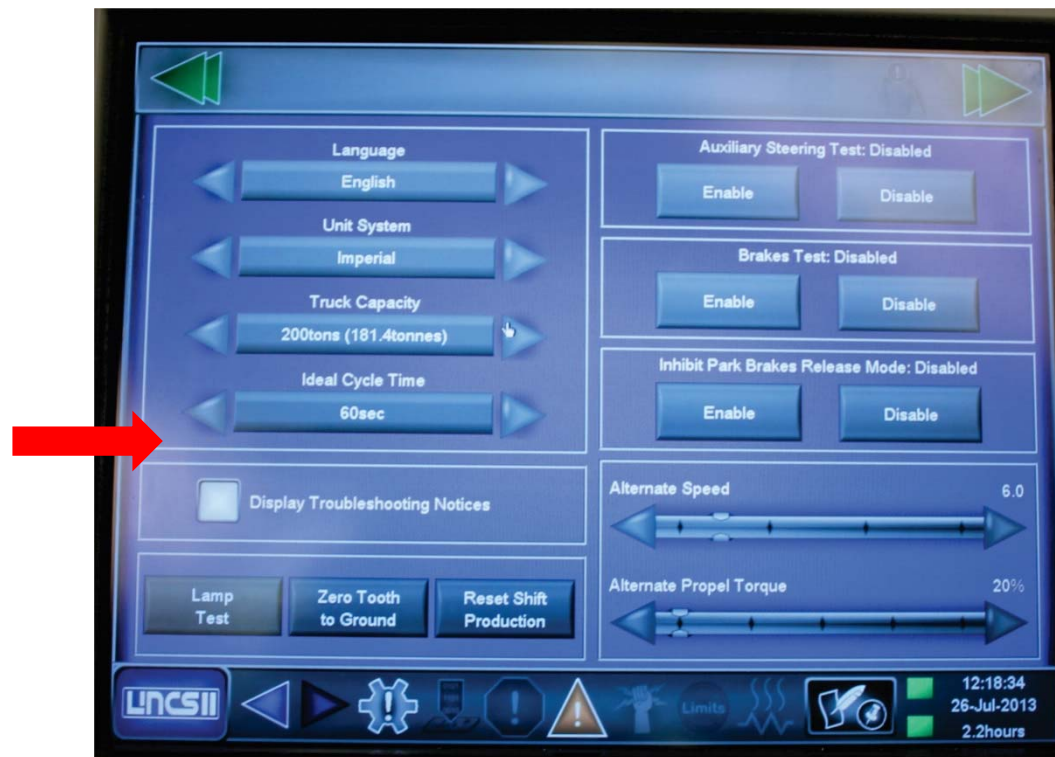 Language
English
Unit System
Imperial
Truck Capacity
200tons (181.4tonnes)
Ideal Cycle Time
60sec
Display Troubleshooting Notices
Lamp
Test
Zero Tooth
to Ground
Reset Shift
Production
Auxiliary Steering Test: Disabled
Enable
Disable
Brakes Test: Disabled
Enable
Disable
Inhibit Park Brakes Release Mode: Disabled
Enable
Disable
Alternate Speed
6.0
Alternate Propel Torque
20%
LINCSII
Limits
12:18:34
26-Jul-2013
2.2hours